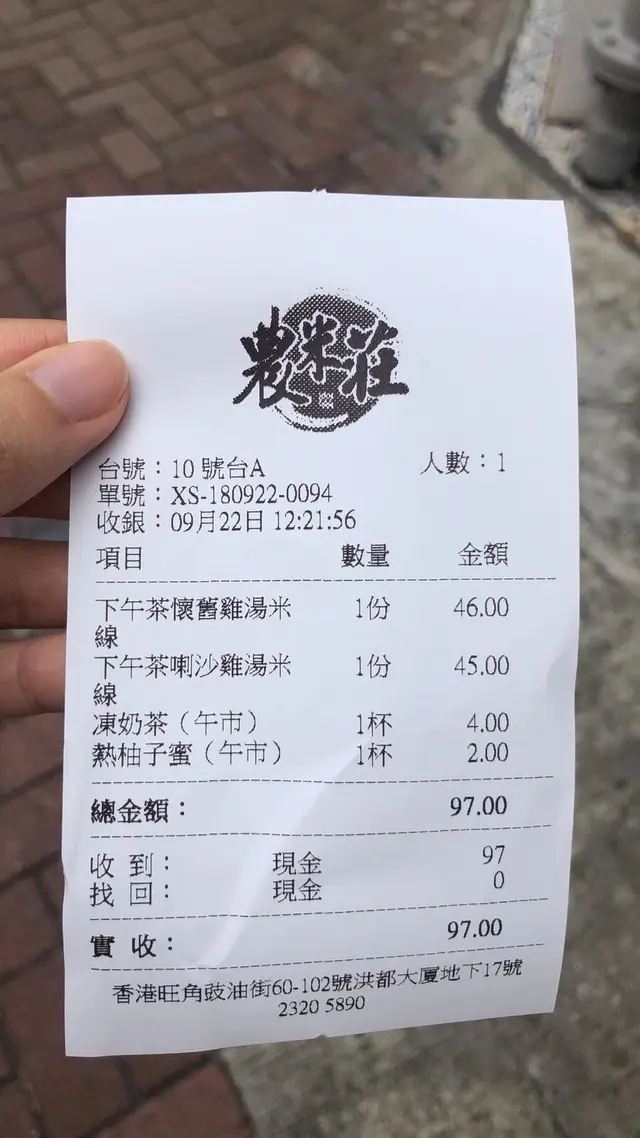 農米莊
台號：10 號台A 人數：1
單號：XS-180922-0094
收銀：09月22日 12:21:56
項目 數量 金額
下午茶懷舊雞湯米 1份 46.00
線
下午茶喇沙雞湯米 1份 45.00
線
凍奶茶（午市） 1杯 4.00
熱柚子蜜（午市） 1杯 2.00
總金額： 97.00
收 到： 現金 97
找 回： 現金 0
實 收： 97.00
香港旺角豉油街60-102號洪都大廈地下17號
2320 5890